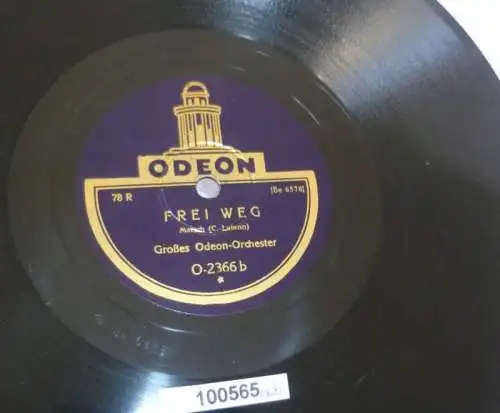 ODEON
78 R
[Be 6578]
FREI WEG
Marsch (C. Latann)
Großes Odeon-Orchester
O-2366 b
*
100565